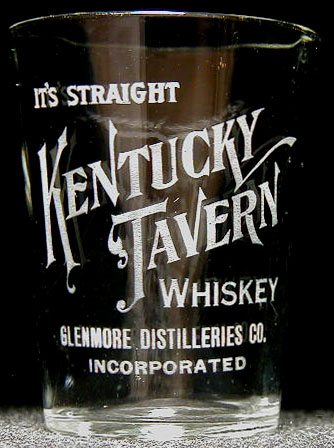 IT'S STRAIGHT
KENTUCKY
TAVERN
WHISKEY
GLENMORE DISTILLERIES CO.
INCORPORATED